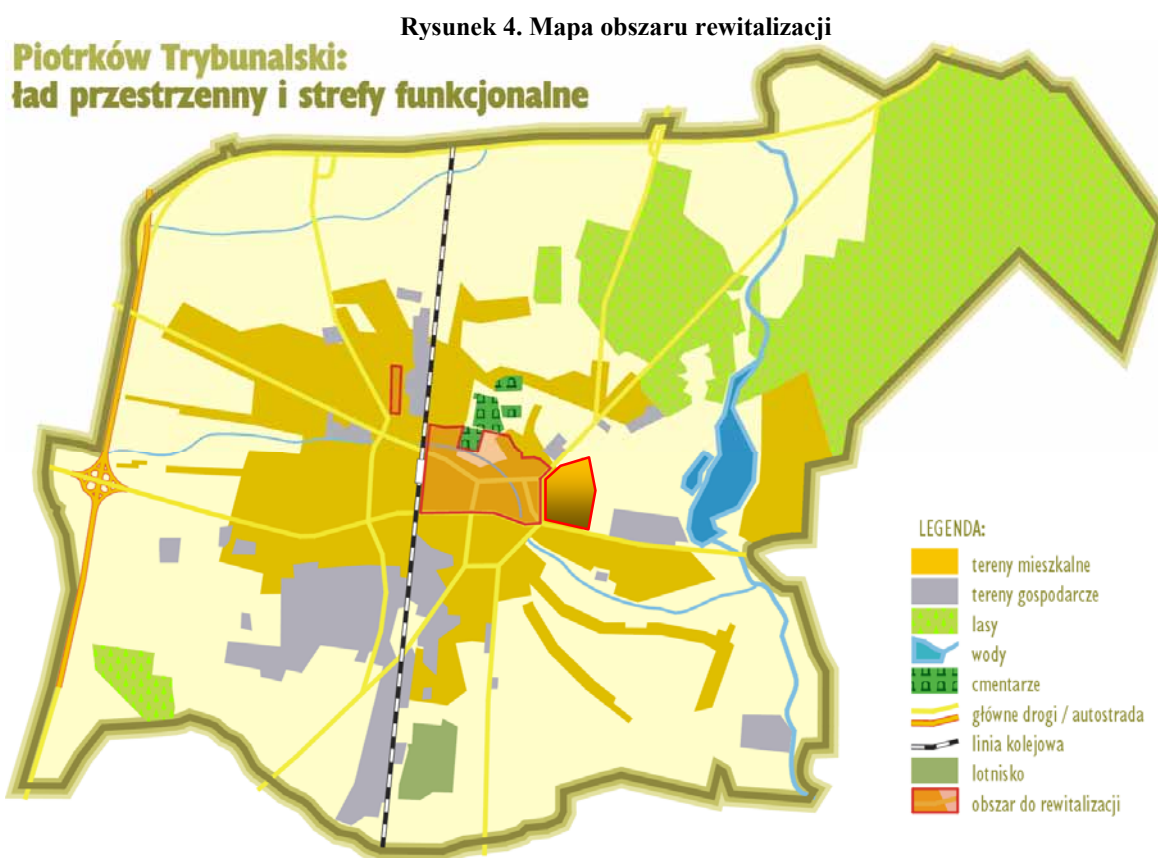 Rysunek 4. Mapa obszaru rewitalizacji
Piotrków Trybunalski:
ład przestrzenny i strefy funkcjonalne
LEGENDA:
tereny mieszkalne
tereny gospodarcze
lasy
wody
cmentarze
główne drogi / autostrada
linia kolejowa
lotnisko
obszar do rewitalizacji